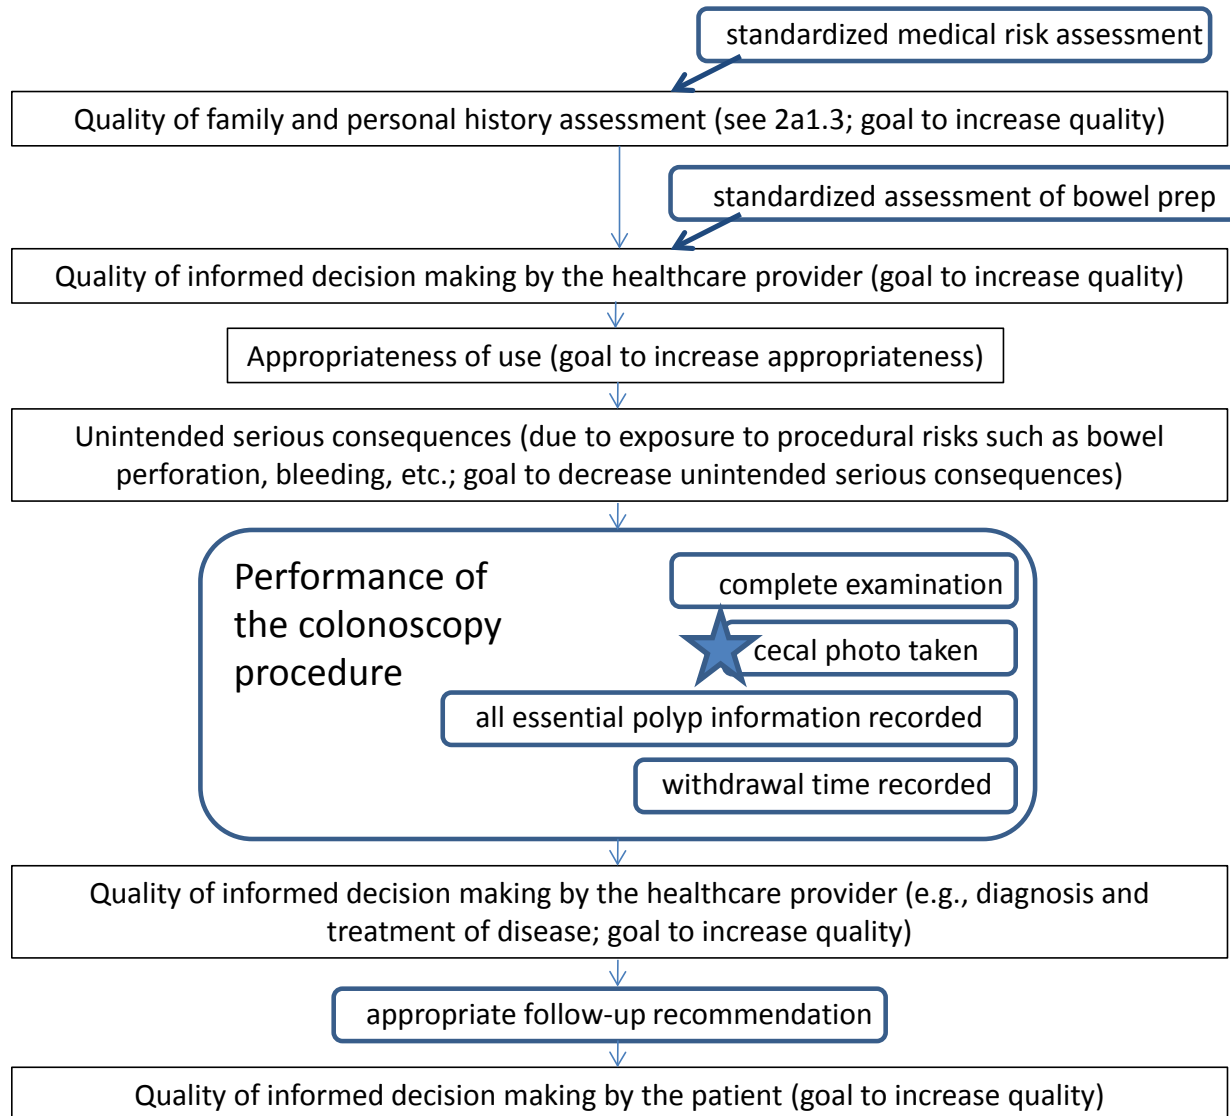 standardized medical risk assessment
Quality of family and personal history assessment (see 2a1.3; goal to increase quality)
standardized assessment of bowel prep
Quality of informed decision making by the healthcare provider (goal to increase quality)
Appropriateness of use (goal to increase appropriateness)
Unintended serious consequences (due to exposure to procedural risks such as bowel
perforation, bleeding, etc.; goal to decrease unintended serious consequences)
Performance of
the colonoscopy
procedure
complete examination
cecal photo taken
all essential polyp information recorded
withdrawal time recorded
Quality of informed decision making by the healthcare provider (e.g., diagnosis and
treatment of disease; goal to increase quality)
appropriate follow-up recommendation
Quality of informed decision making by the patient (goal to increase quality)